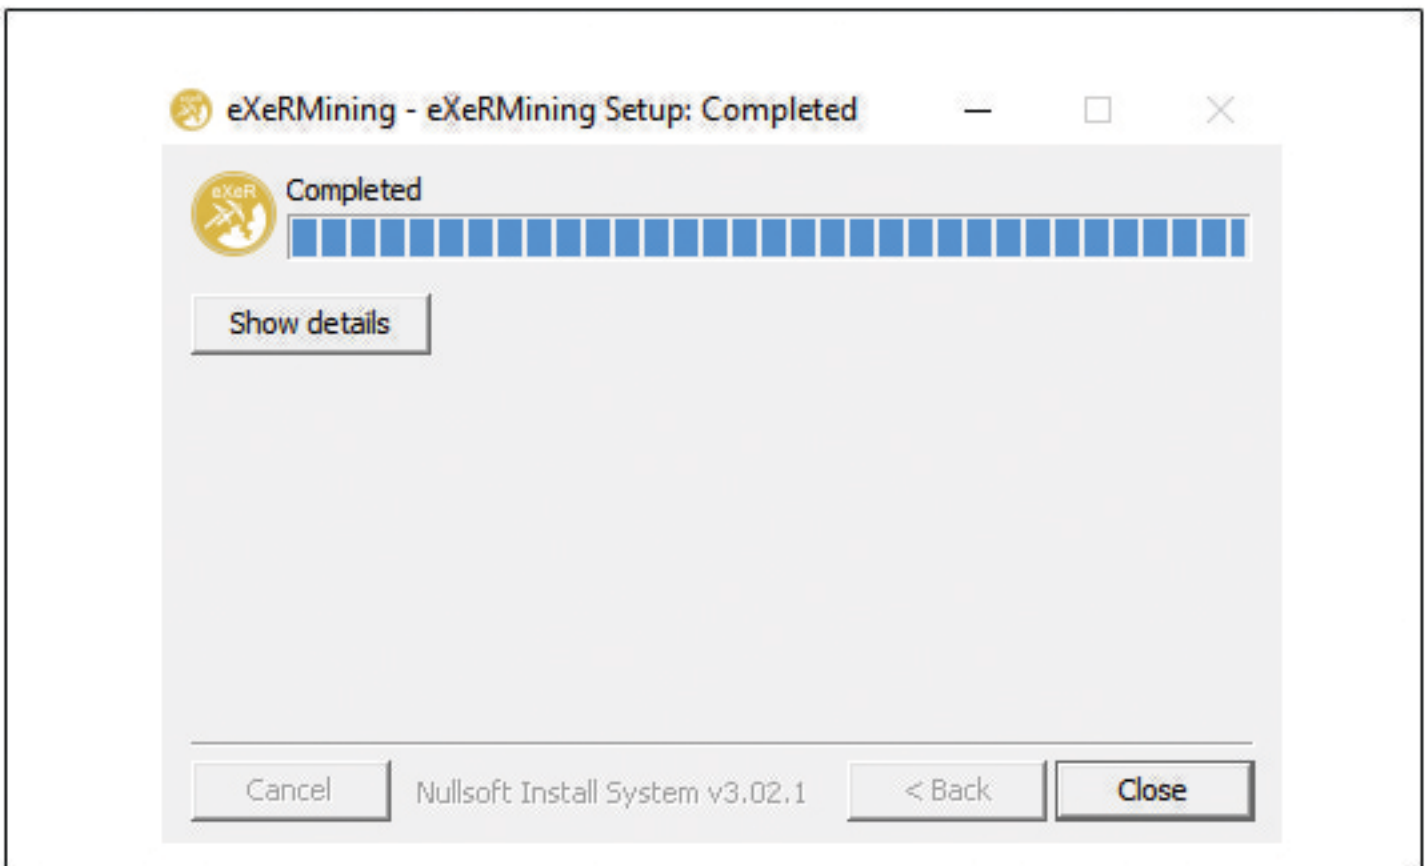 eXeRMining - eXeRMining Setup: Completed
eXeR
Completed
Show details
Cancel
Nullsoft Install System v3.02.1
< Back
Close